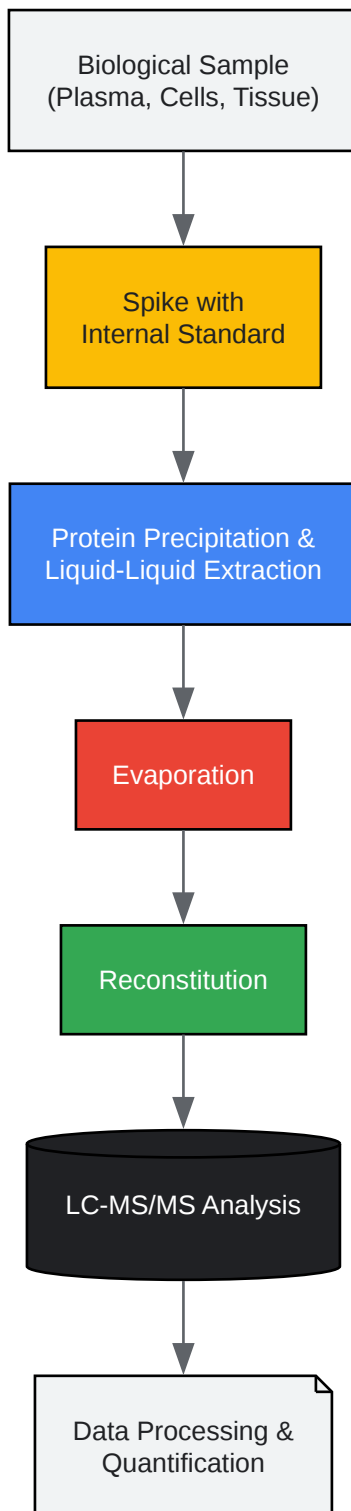 Biological Sample
(Plasma, Cells, Tissue)
Spike with
Internal Standard
Protein Precipitation &
Liquid-Liquid Extraction
Evaporation
Reconstitution
LC-MS/MS Analysis
Data Processing &
Quantification